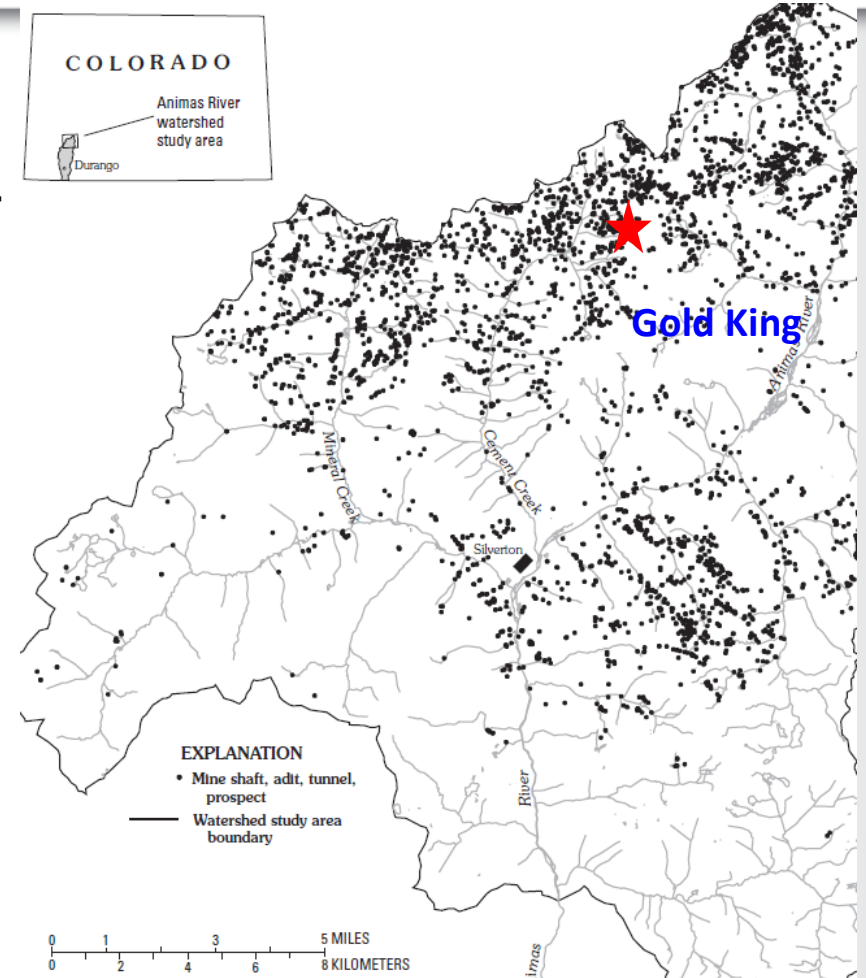 COLORADO
Animas River
watershed
study area
Durango
Gold King
Animas River
Mineral Creek
Cement Creek
Silverton
EXPLANATION
Mine shaft, adit, tunnel,
prospect
Watershed study area
boundary
River
0 1 3 5 MILES
0 2 4 6 8 KILOMETERS
imas